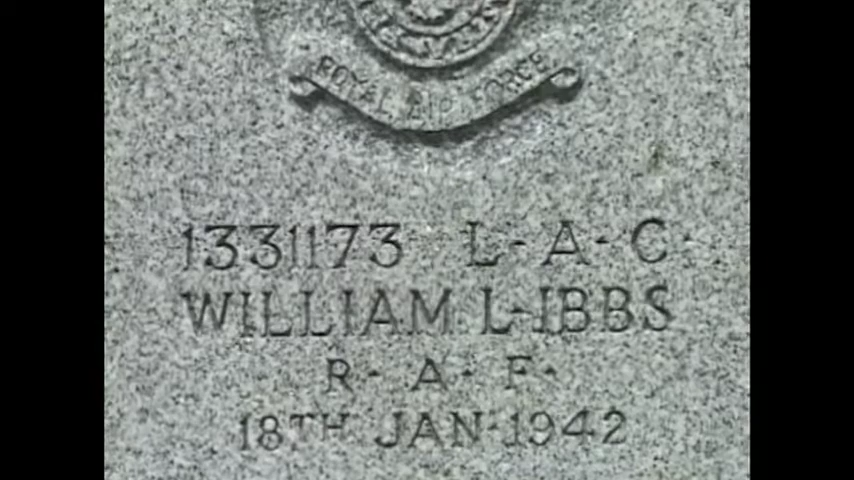 ROYAL AIR FORCE
1331173 L·A·C·
WILLIAM L·IBBS
R·A·F·
18TH JAN·1942